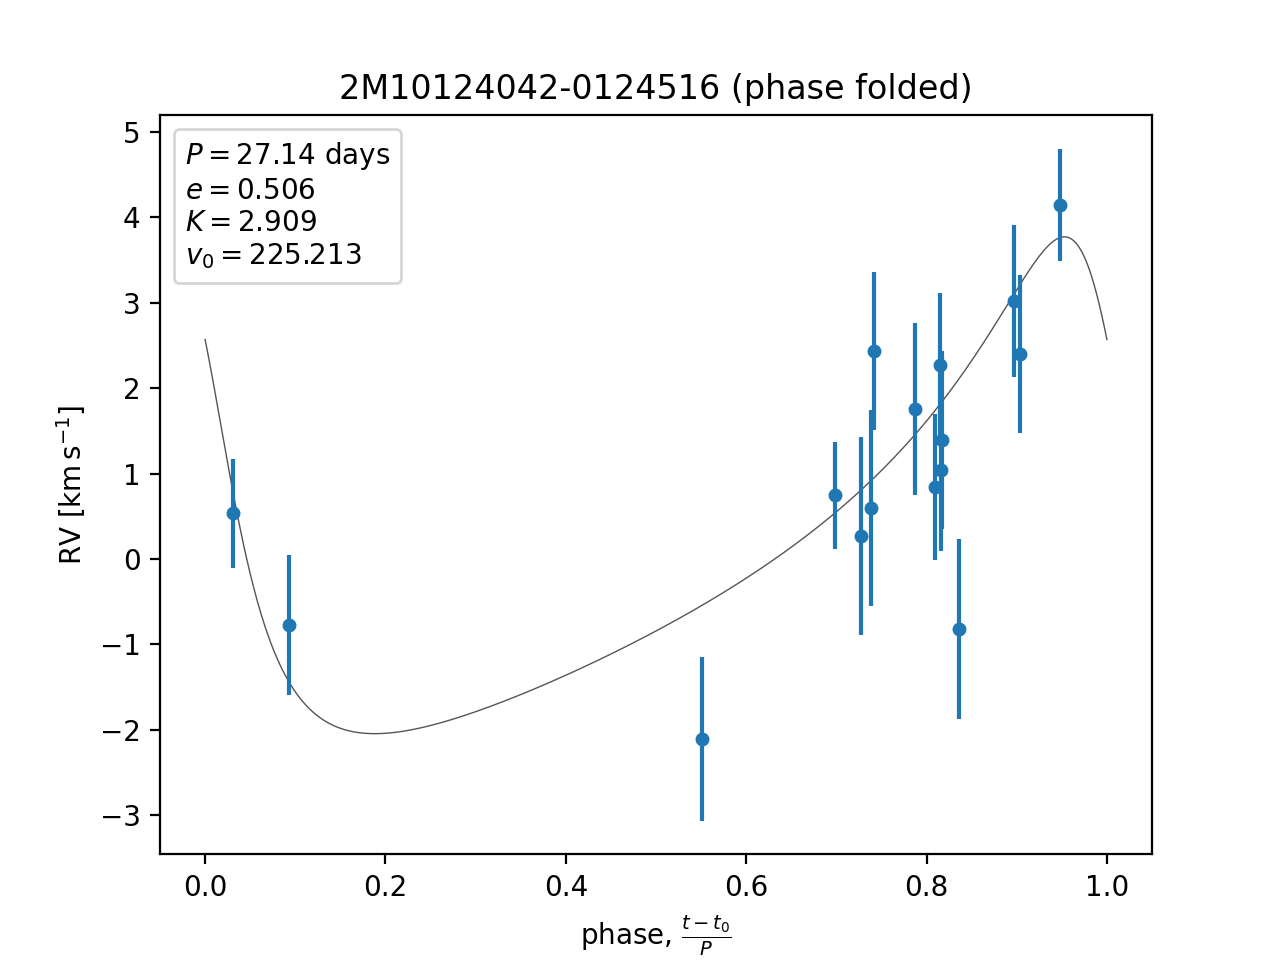 2M10124042-0124516 (phase folded)
P = 27.14 days
e = 0.506
K = 2.909
v₀ = 225.213
5
4
3
2
1
0
−1
−2
−3
RV [km s⁻¹]
0.0 0.2 0.4 0.6 0.8 1.0
phase, (t − t₀)/P